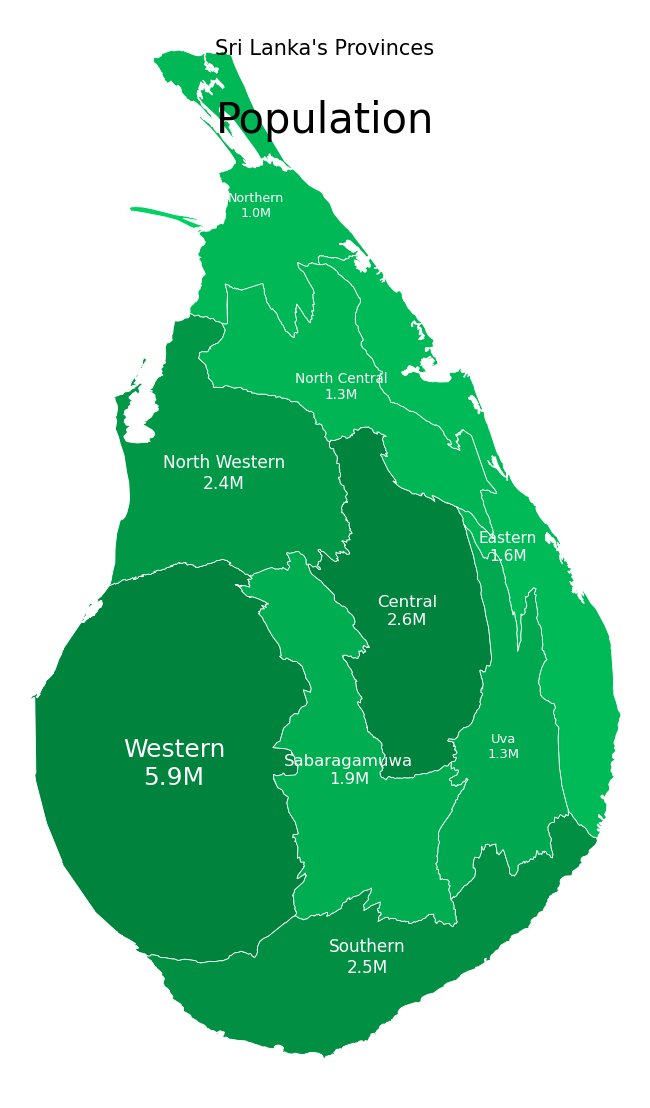 Sri Lanka's Provinces
Population
Northern
1.0M
North Central
1.3M
North Western
2.4M
Eastern
1.6M
Central
2.6M
Uva
1.3M
Western
5.9M
Sabaragamuwa
1.9M
Southern
2.5M